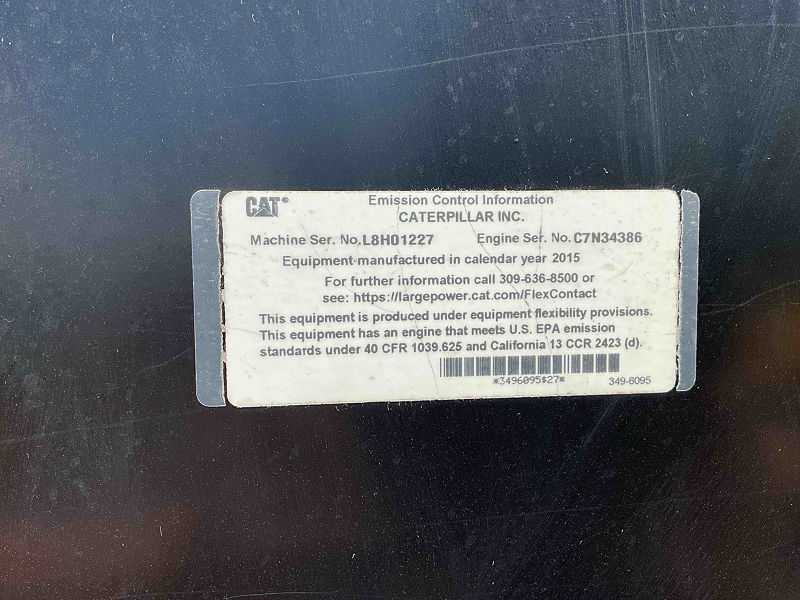 CAT®
Emission Control Information
CATERPILLAR INC.
Machine Ser. No.L8H01227 Engine Ser. No.C7N34386
Equipment manufactured in calendar year 2015
For further information call 309-636-8500 or
see: https://largepower.cat.com/FlexContact
This equipment is produced under equipment flexibility provisions.
This equipment has an engine that meets U.S. EPA emission
standards under 40 CFR 1039.625 and California 13 CCR 2423 (d).
*3496095$27* 349-6095